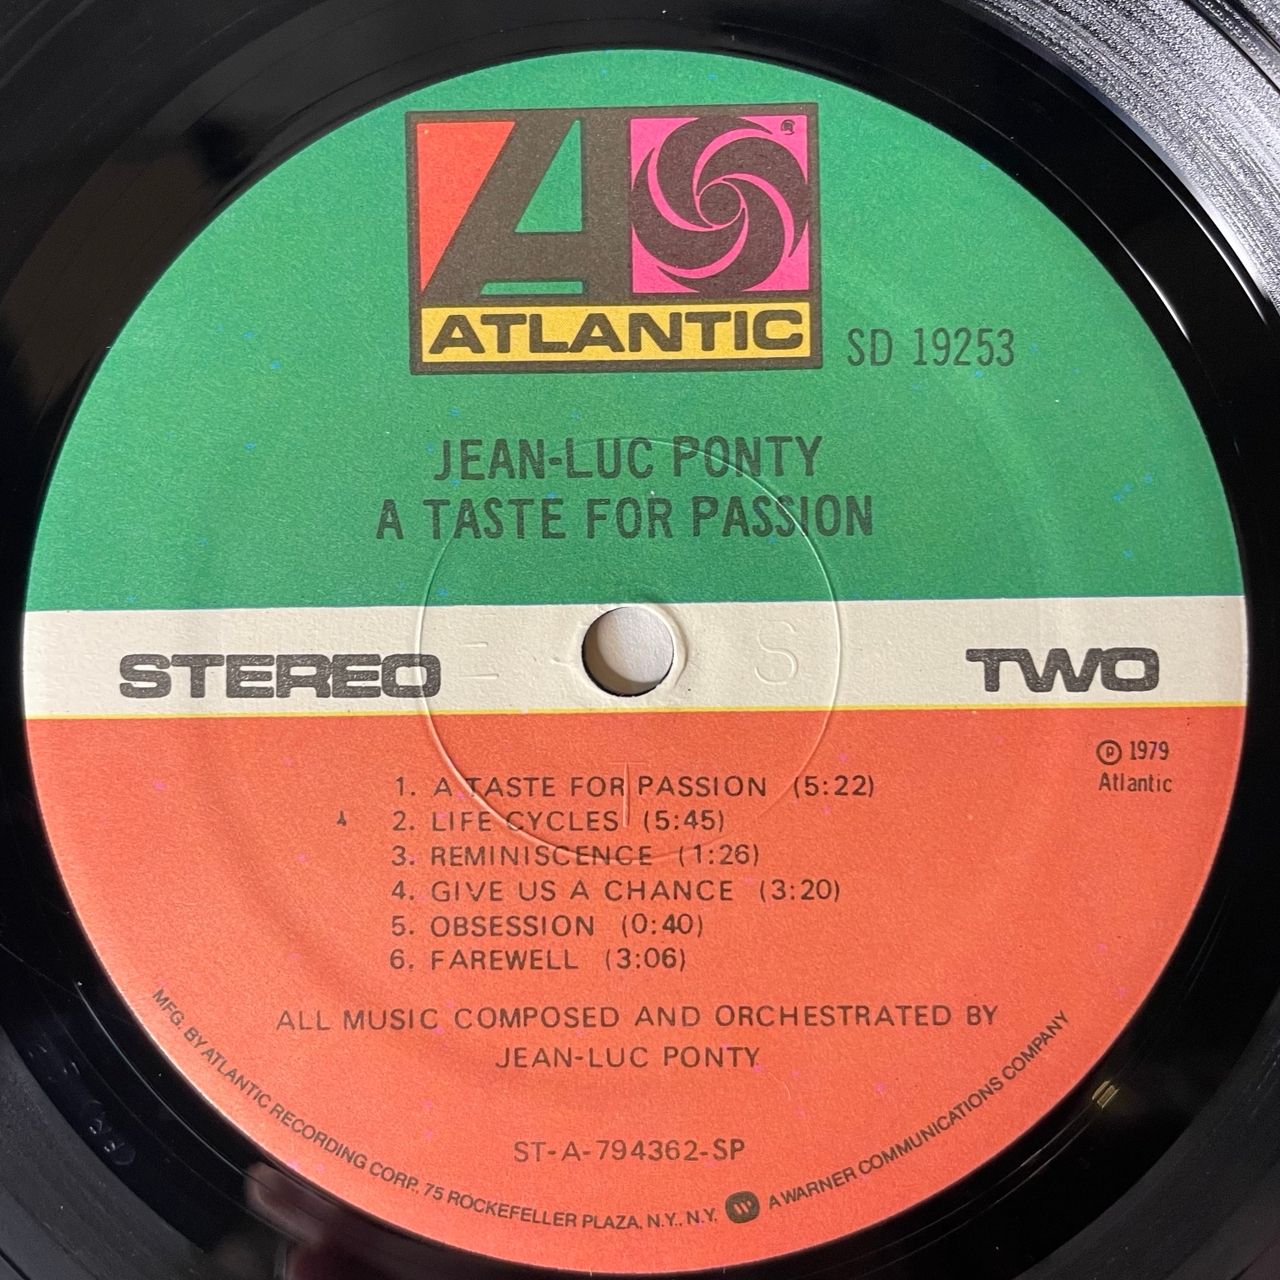 ATLANTIC
SD 19253
JEAN-LUC PONTY
A TASTE FOR PASSION
STEREO
TWO
℗ 1979
Atlantic
1. A TASTE FOR PASSION (5:22)
2. LIFE CYCLES (5:45)
3. REMINISCENCE (1:26)
4. GIVE US A CHANCE (3:20)
5. OBSESSION (0:40)
6. FAREWELL (3:06)
ALL MUSIC COMPOSED AND ORCHESTRATED BY
JEAN-LUC PONTY
ST-A-794362-SP
MFG. BY ATLANTIC RECORDING CORP., 75 ROCKEFELLER PLAZA, N.Y., N.Y. A WARNER COMMUNICATIONS COMPANY